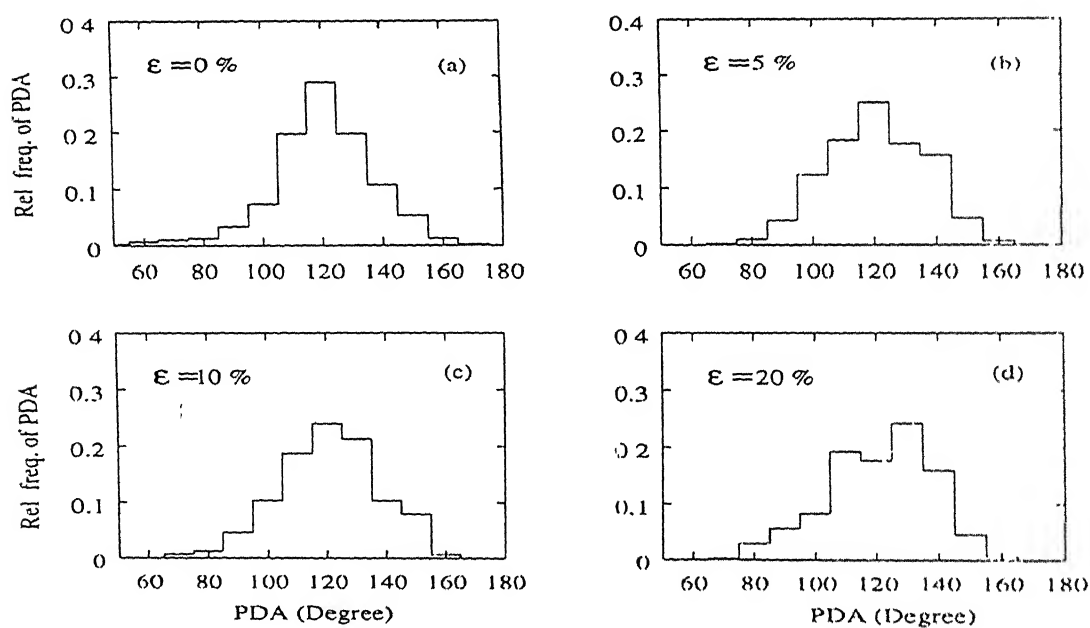 0 4
0.3
0.2
0.1
0
Rel freq. of PDA
ε = 0 %
(a)
60 80 100 120 140 160 180
0.4
0.3
0.2
0.1
0
ε = 5 %
(b)
60 80 100 120 140 160 180
0 4
0.3
0.2
0.1
0
Rel freq. of PDA
ε = 10 %
(c)
60 80 100 120 140 160 180
PDA (Degree)
0 4
0.3
0 2
0.1
0
ε = 20 %
(d)
60 80 100 120 140 160 180
PDA (Degree)